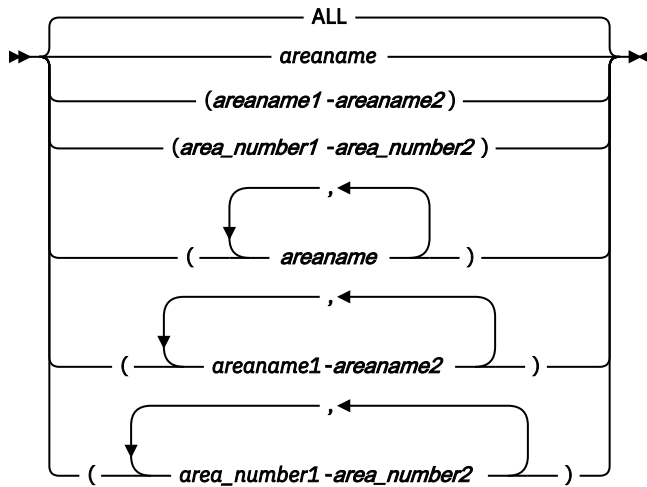 ALL
areaname
(areaname1-areaname2)
(area_number1-area_number2)
,
( areaname )
,
( areaname1-areaname2 )
,
( area_number1-area_number2 )